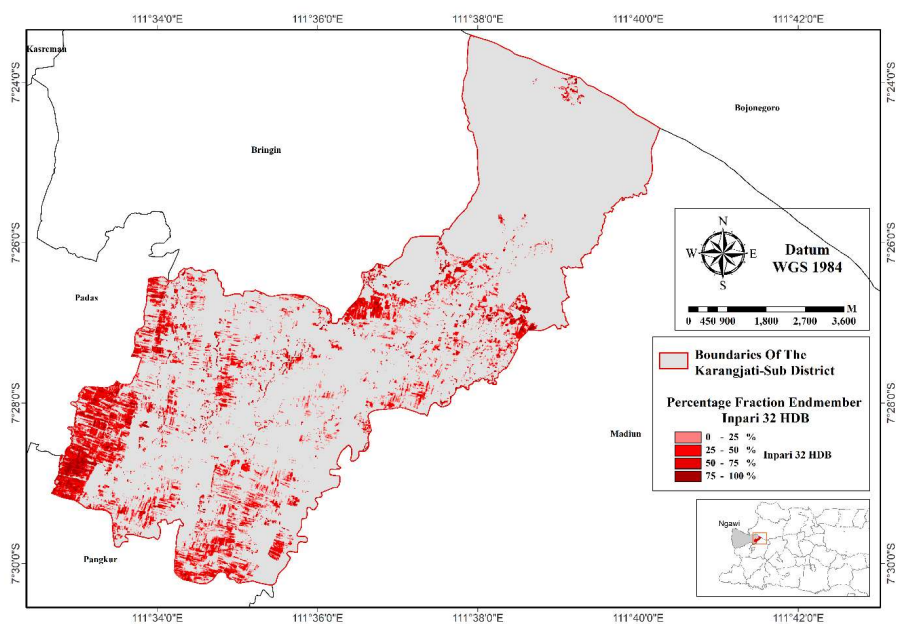 111°34'0"E 111°36'0"E 111°38'0"E 111°40'0"E 111°42'0"E
Kasreman
7°24'0"S 7°24'0"S
Bojonegoro
Bringin
N
W E
S
Datum
WGS 1984
7°26'0"S 7°26'0"S
Padas
M
0 450 900 1,800 2,700 3,600
Boundaries Of The
Karangjati-Sub District
7°28'0"S 7°28'0"S
Percentage Fraction Endmember
Inpari 32 HDB
Madiun
0 - 25 %
25 - 50 % Inpari 32 HDB
50 - 75 %
75 - 100 %
Ngawi
Pangkur
7°30'0"S 7°30'0"S
111°34'0"E 111°36'0"E 111°38'0"E 111°40'0"E 111°42'0"E